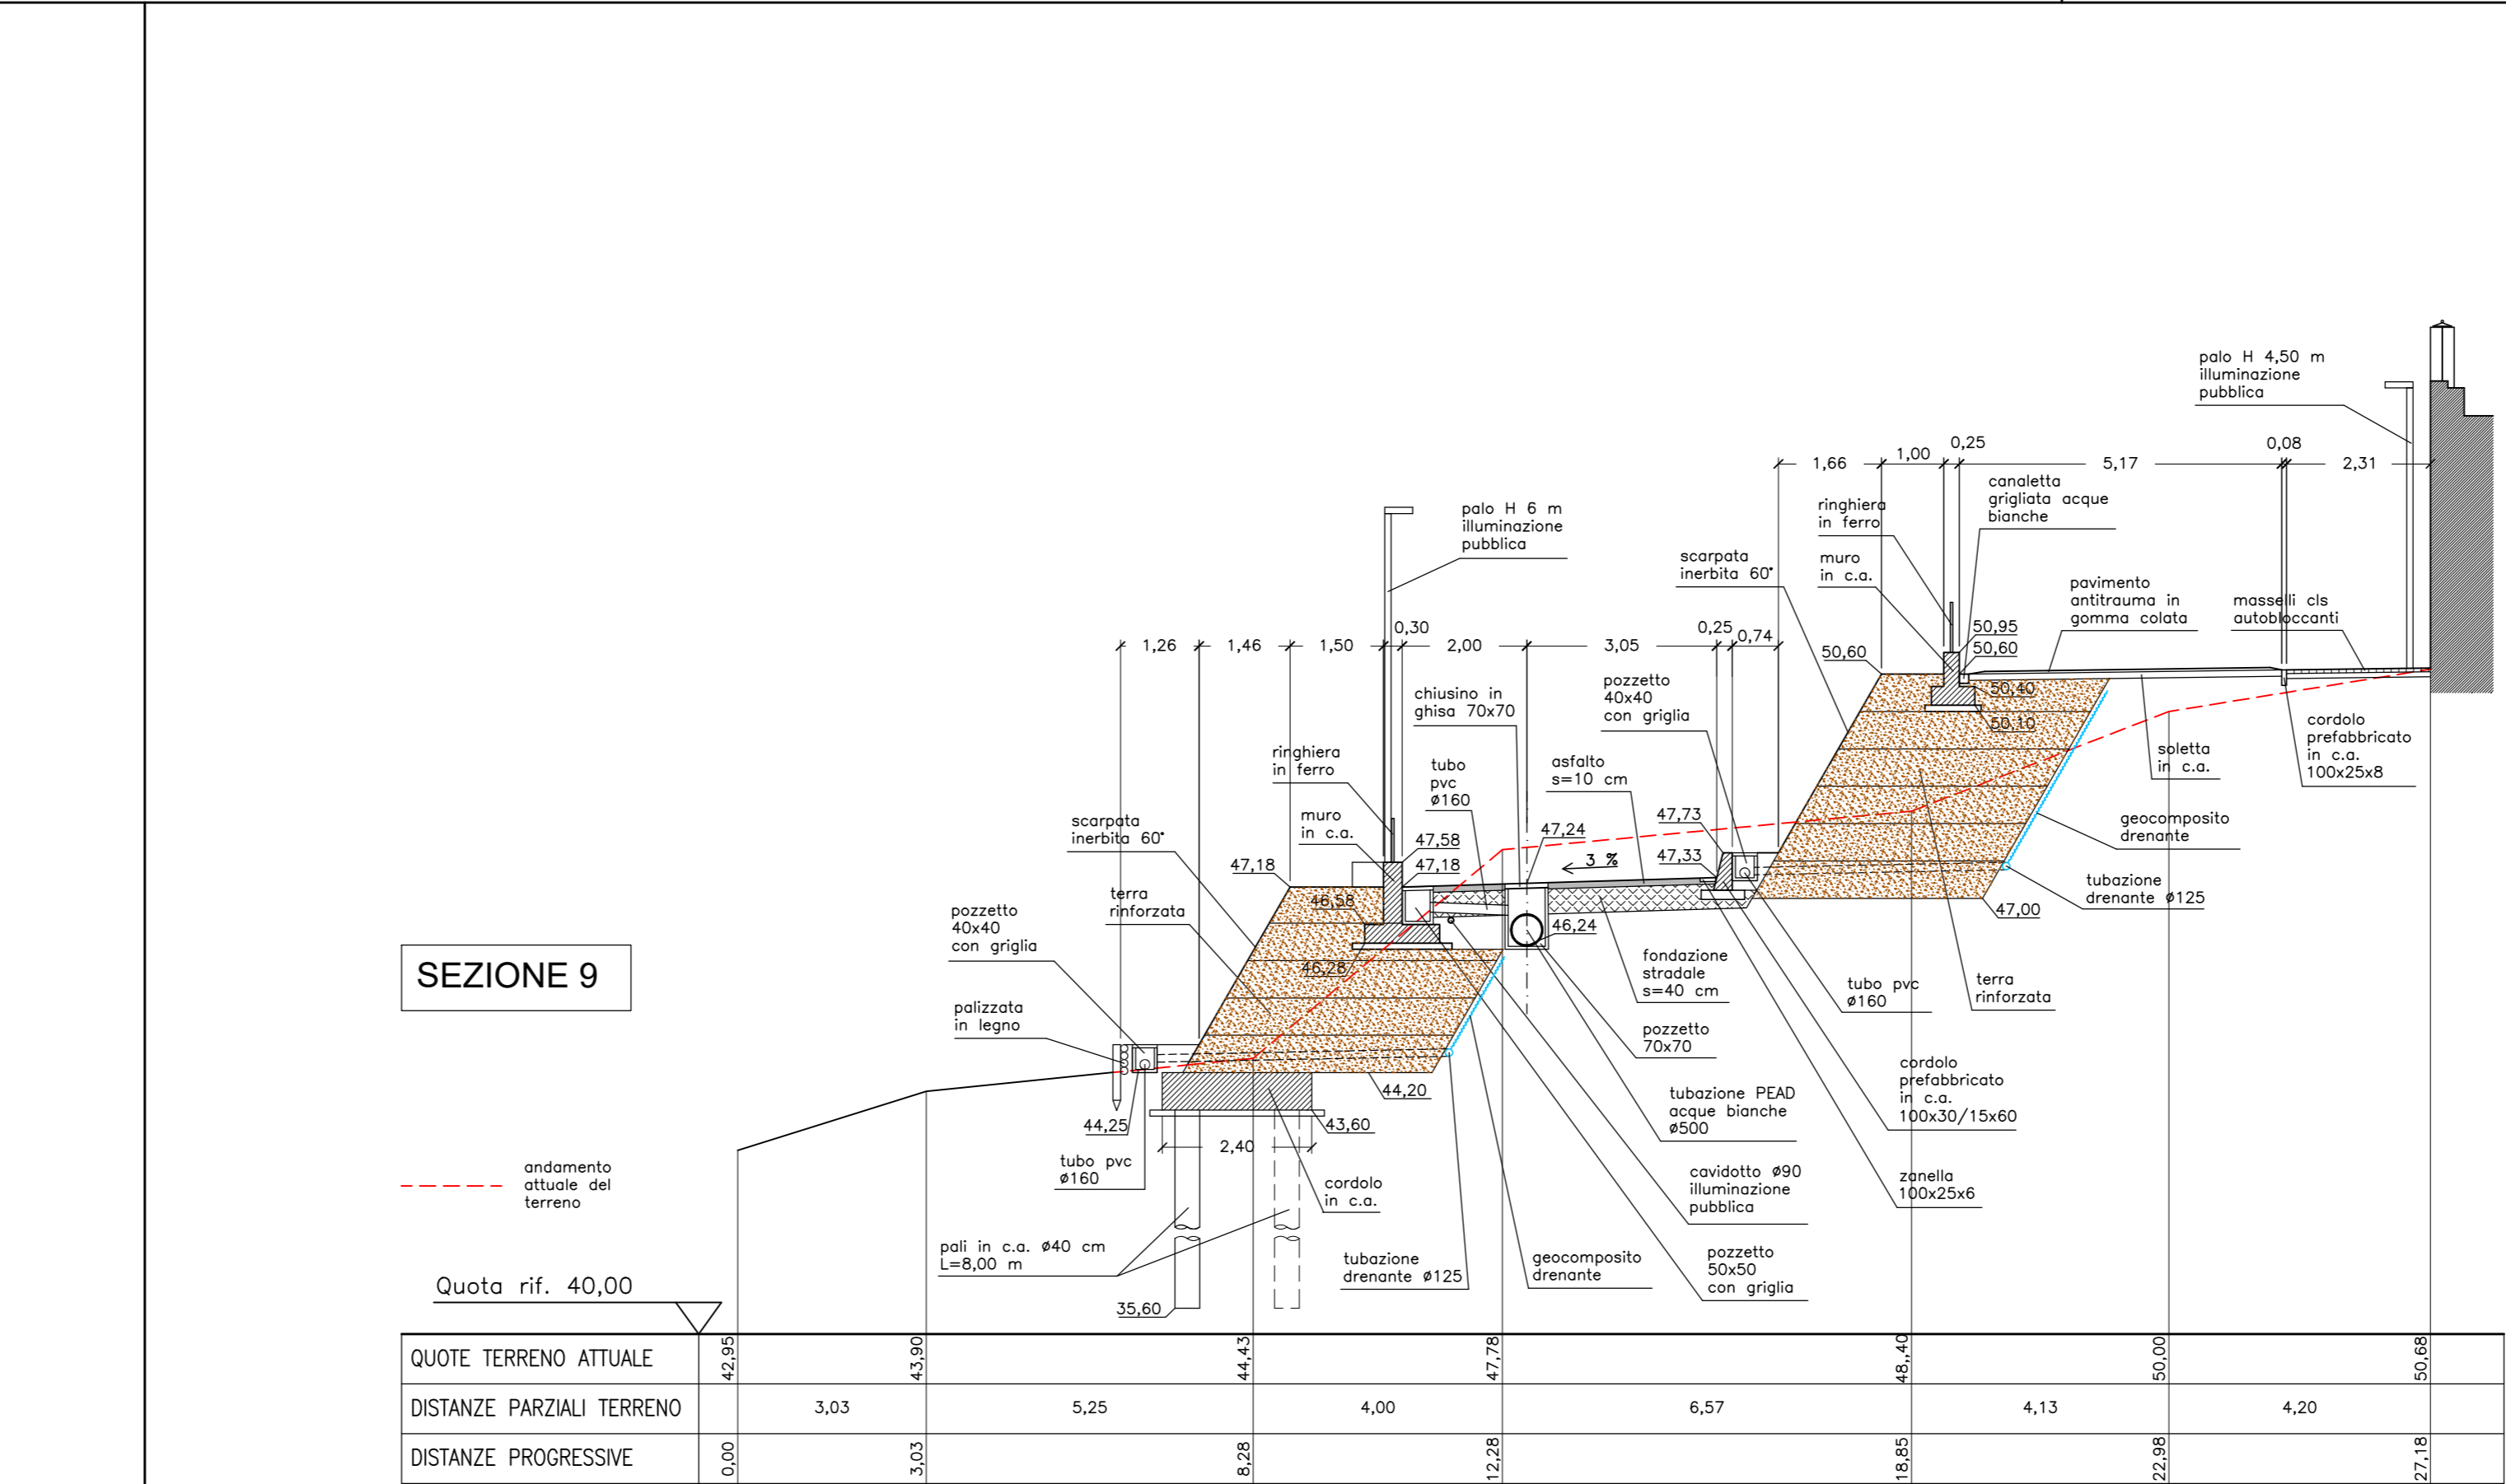 palo H 4,50 m
illuminazione
pubblica
1,66
1,00
0,25
5,17
0,08
2,31
canaletta
grigliata acque
bianche
ringhiera
in ferro
palo H 6 m
illuminazione
pubblica
scarpata
inerbita 60°
muro
in c.a.
pavimento
antitrauma in
gomma colata
masselli cls
autobloccanti
1,26
1,46
1,50
0,30
2,00
3,05
0,25
0,74
50,60
50,95
50,60
50,40
50,10
chiusino in
ghisa 70x70
pozzetto
40x40
con griglia
cordolo
prefabbricato
in c.a.
100x25x8
soletta
in c.a.
ringhiera
in ferro
tubo
pvc
ø160
asfalto
s=10 cm
scarpata
inerbita 60°
muro
in c.a.
47,58
47,18
47,24
47,73
47,33
3 %
geocomposito
drenante
47,18
terra
rinforzata
46,58
46,28
46,24
tubazione
drenante ø125
47,00
pozzetto
40x40
con griglia
SEZIONE 9
palizzata
in legno
fondazione
stradale
s=40 cm
tubo pvc
ø160
terra
rinforzata
pozzetto
70x70
44,25
44,20
43,60
2,40
tubazione PEAD
acque bianche
ø500
cordolo
prefabbricato
in c.a.
100x30/15x60
tubo pvc
ø160
cordolo
in c.a.
cavidotto ø90
illuminazione
pubblica
zanella
100x25x6
andamento
attuale del
terreno
pali in c.a. ø40 cm
L=8,00 m
tubazione
drenante ø125
geocomposito
drenante
pozzetto
50x50
con griglia
35,60
Quota rif. 40,00
QUOTE TERRENO ATTUALE 42,95 43,90 44,43 47,78 48,,40 50,00 50,68
DISTANZE PARZIALI TERRENO 3,03 5,25 4,00 6,57 4,13 4,20
DISTANZE PROGRESSIVE 0,00 3,03 8,28 12,28 18,85 22,98 27,18